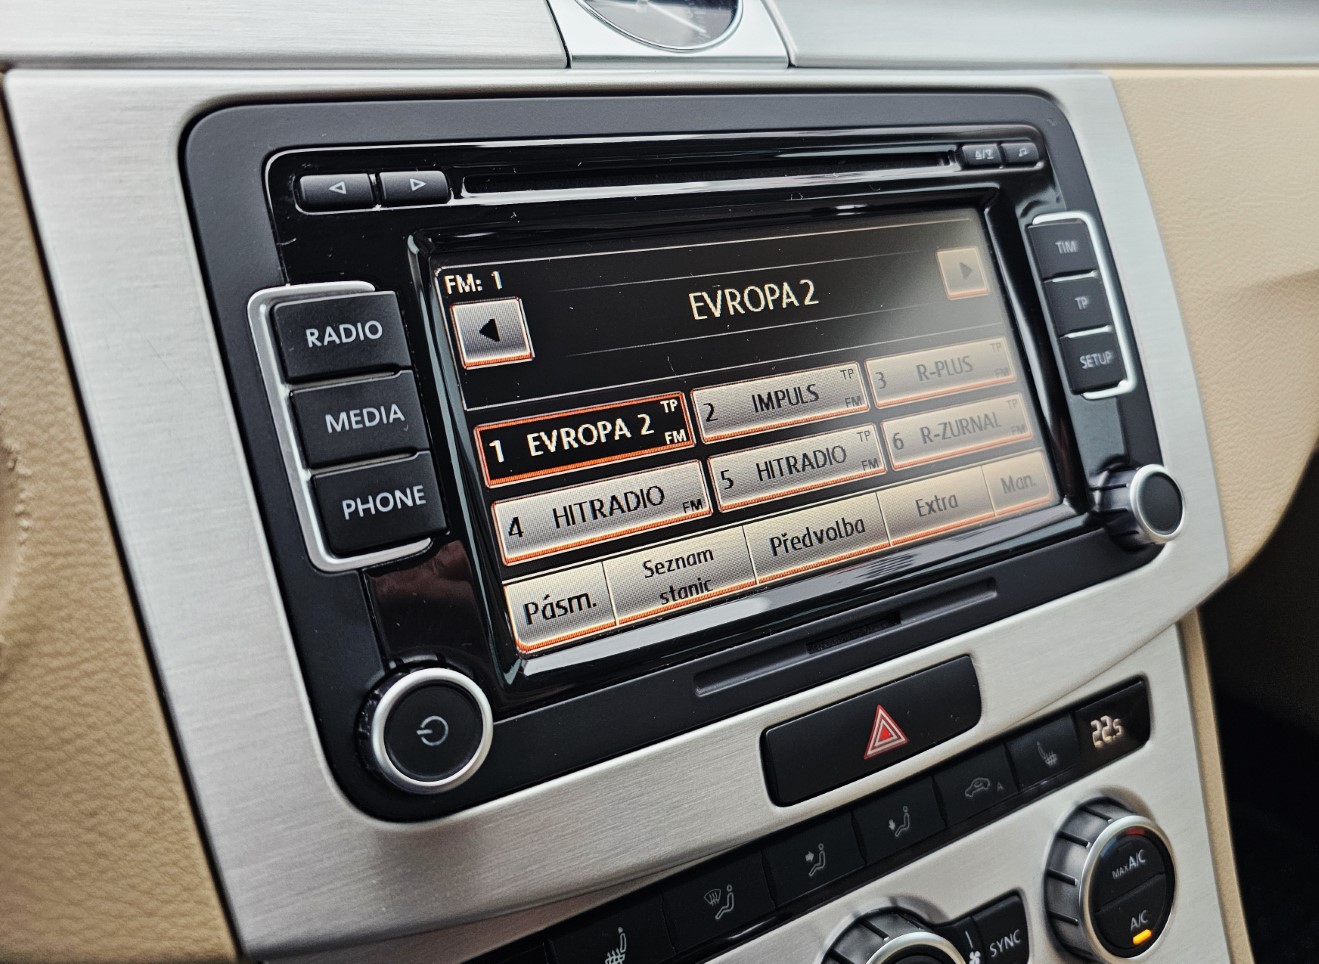 FM: 1
EVROPA 2
1 EVROPA 2 TP FM
2 IMPULS TP FM
3 R-PLUS TP FM
4 HITRADIO FM
5 HITRADIO TP FM
6 R-ZURNAL TP FM
Pásm.
Seznam
stanic
Předvolba
Extra
Man.
RADIO
MEDIA
PHONE
TIM
TP
SETUP
22.5
A
MAX A/C
A/C
SYNC